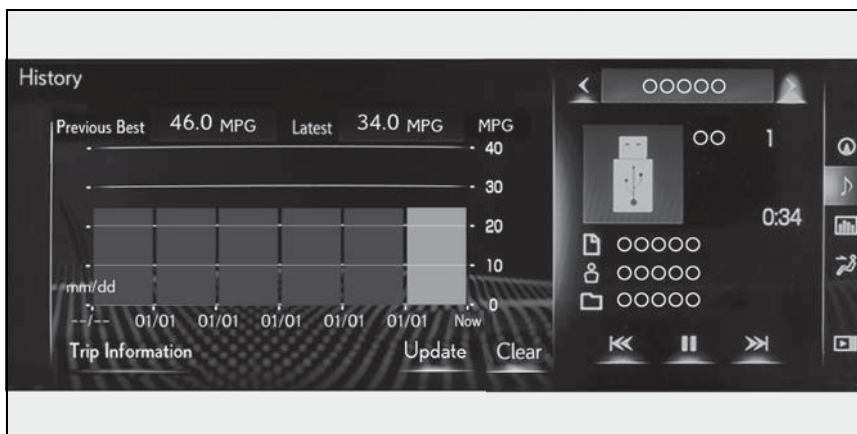 History
Previous Best 46.0 MPG Latest 34.0 MPG MPG
40
30
20
10
0
mm/dd
--/-- 01/01 01/01 01/01 01/01 01/01 Now
Trip Information Update Clear
OOOOO
OO 1
0:34
OOOOO
OOOOO
OOOOO